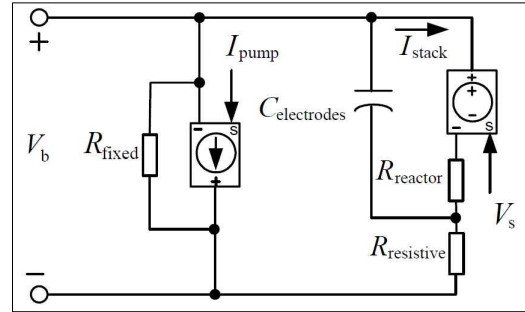 +
I_pump
I_stack
C_electrodes
S
+
+
-
-
S
-
+
V_b
R_fixed
R_reactor
V_s
R_resistive
-